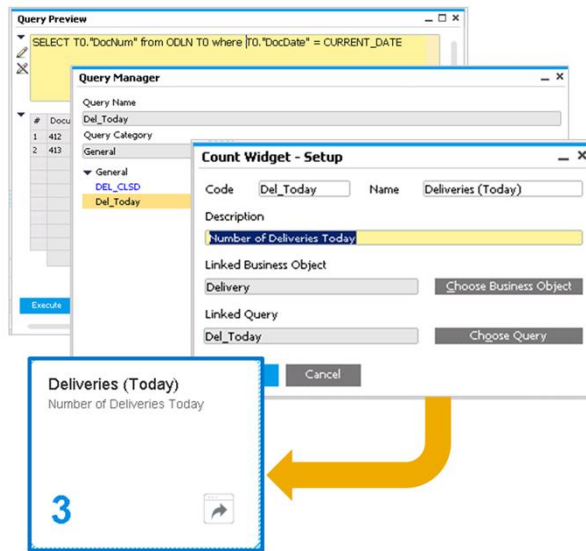 Query Preview
SELECT T0."DocNum" from ODLN T0 where T0."DocDate" = CURRENT_DATE
# Docu
1 412
2 413
Execute
Query Manager
Query Name
Del_Today
Query Category
General
General
DEL_CLSD
Del_Today
Count Widget - Setup
Code Del_Today Name Deliveries (Today)
Description
Number of Deliveries Today
Linked Business Object
Delivery Choose Business Object
Linked Query
Del_Today Choose Query
Cancel
Deliveries (Today)
Number of Deliveries Today
3